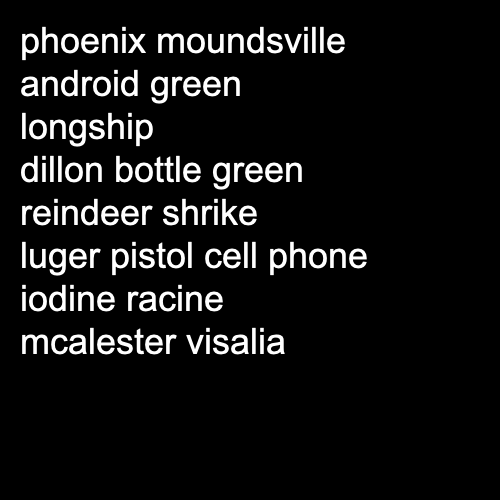 phoenix moundsville
android green
longship
dillon bottle green
reindeer shrike
luger pistol cell phone
iodine racine
mcalester visalia